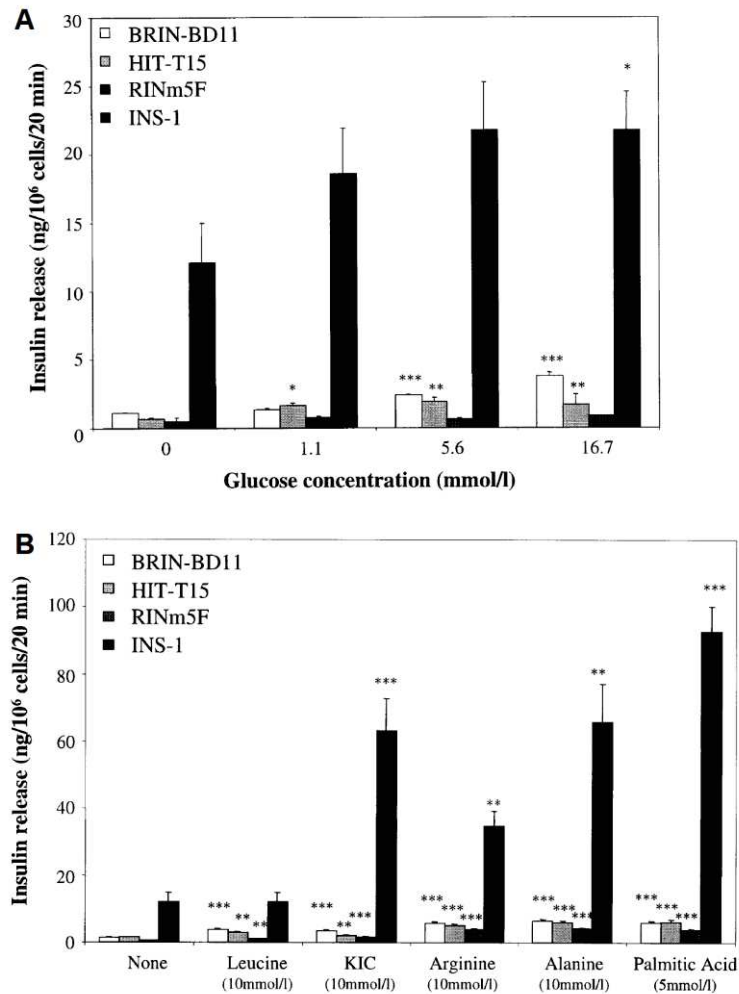 A
30
25
20
15
10
5
0
Insulin release (ng/10⁶ cells/20 min)
BRIN-BD11
HIT-T15
RINm5F
INS-1
*
***
**
***
**
*
0 1.1 5.6 16.7
Glucose concentration (mmol/l)
B
120
100
80
60
40
20
0
Insulin release (ng/10⁶ cells/20 min)
BRIN-BD11
HIT-T15
RINm5F
INS-1
*** ** **
*** ** *** ***
*** *** *** **
*** *** *** **
*** *** *** ***
None Leucine KIC Arginine Alanine Palmitic Acid
(10mmol/l) (10mmol/l) (10mmol/l) (10mmol/l) (5mmol/l)